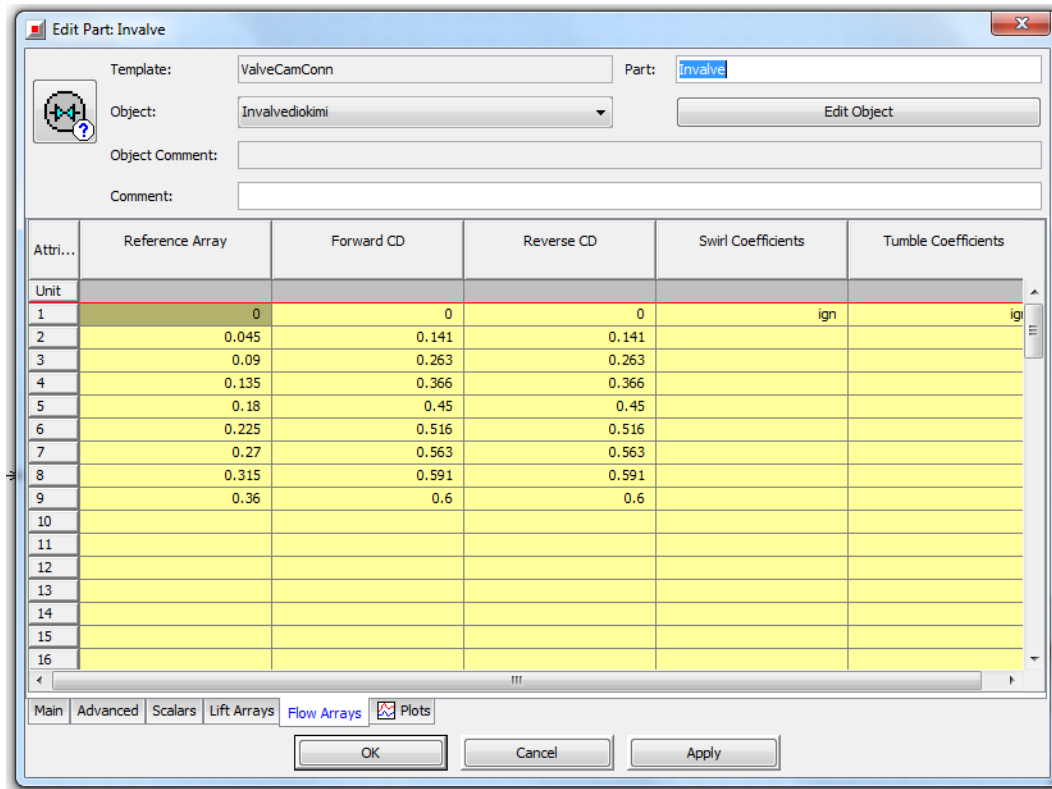 Edit Part: Invalve
Template: ValveCamConn Part: Invalve
Object: Invalvediokimi Edit Object
Object Comment:
Comment:
Attri... Reference Array Forward CD Reverse CD Swirl Coefficients Tumble Coefficients
Unit
1 0 0 0 ign ign
2 0.045 0.141 0.141
3 0.09 0.263 0.263
4 0.135 0.366 0.366
5 0.18 0.45 0.45
6 0.225 0.516 0.516
7 0.27 0.563 0.563
8 0.315 0.591 0.591
9 0.36 0.6 0.6
10
11
12
13
14
15
16
Main Advanced Scalars Lift Arrays Flow Arrays Plots
OK Cancel Apply